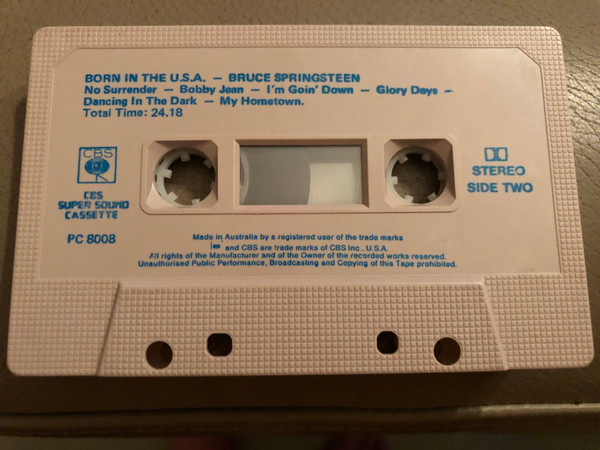 BORN IN THE U.S.A. — BRUCE SPRINGSTEEN
No Surrender — Bobby Jean — I'm Goin' Down — Glory Days —
Dancing In The Dark — My Hometown.
Total Time: 24.18
CBS
CBS
SUPER SOUND
CASSETTE
PC 8008
STEREO
SIDE TWO
Made in Australia by a registered user of the trade marks
and CBS are trade marks of CBS Inc., U.S.A.
All rights of the Manufacturer and of the Owner of the recorded works reserved.
Unauthorised Public Performance, Broadcasting and Copying of this Tape prohibited.